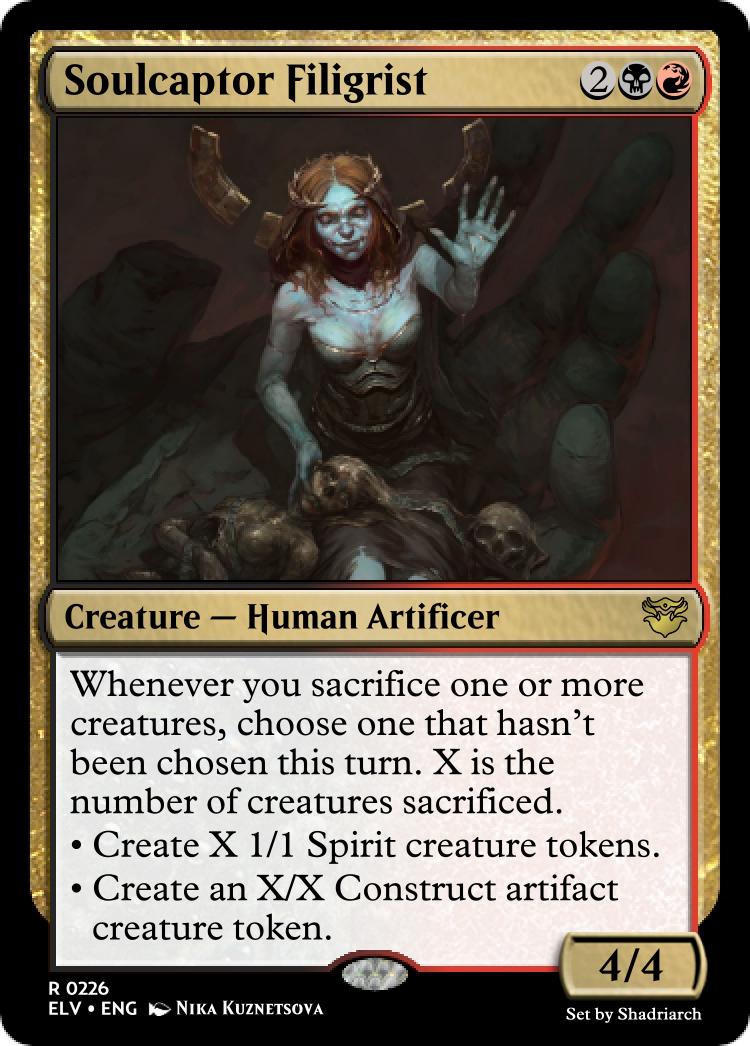 Soulcaptor Filigrist 2
Creature — Human Artificer
Whenever you sacrifice one or more
creatures, choose one that hasn't
been chosen this turn. X is the
number of creatures sacrificed.
• Create X 1/1 Spirit creature tokens.
• Create an X/X Construct artifact
creature token.
4/4
R 0226
ELV • ENG Nika Kuznetsova
Set by Shadriarch